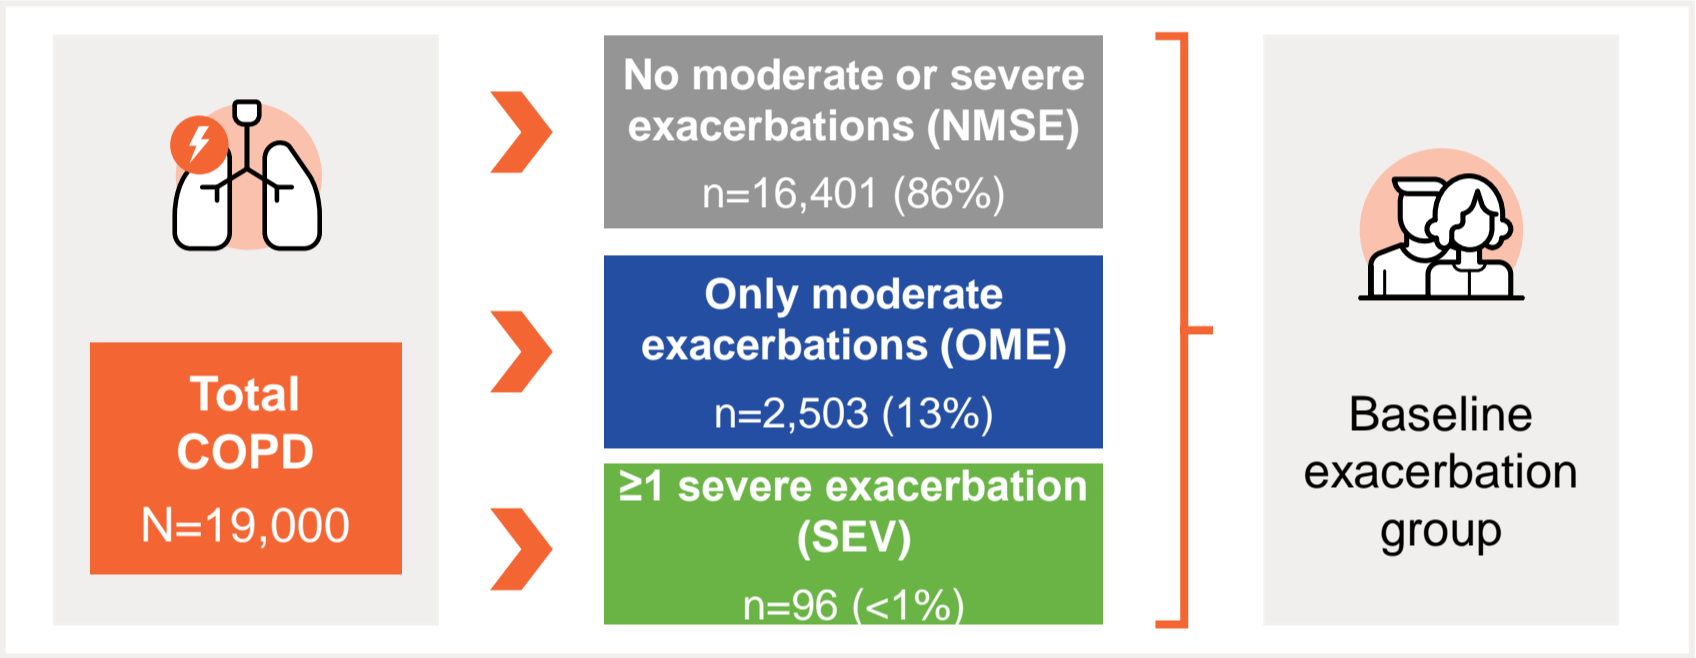 Total
COPD
N=19,000
No moderate or severe
exacerbations (NMSE)
n=16,401 (86%)
Only moderate
exacerbations (OME)
n=2,503 (13%)
≥1 severe exacerbation
(SEV)
n=96 (<1%)
Baseline
exacerbation
group